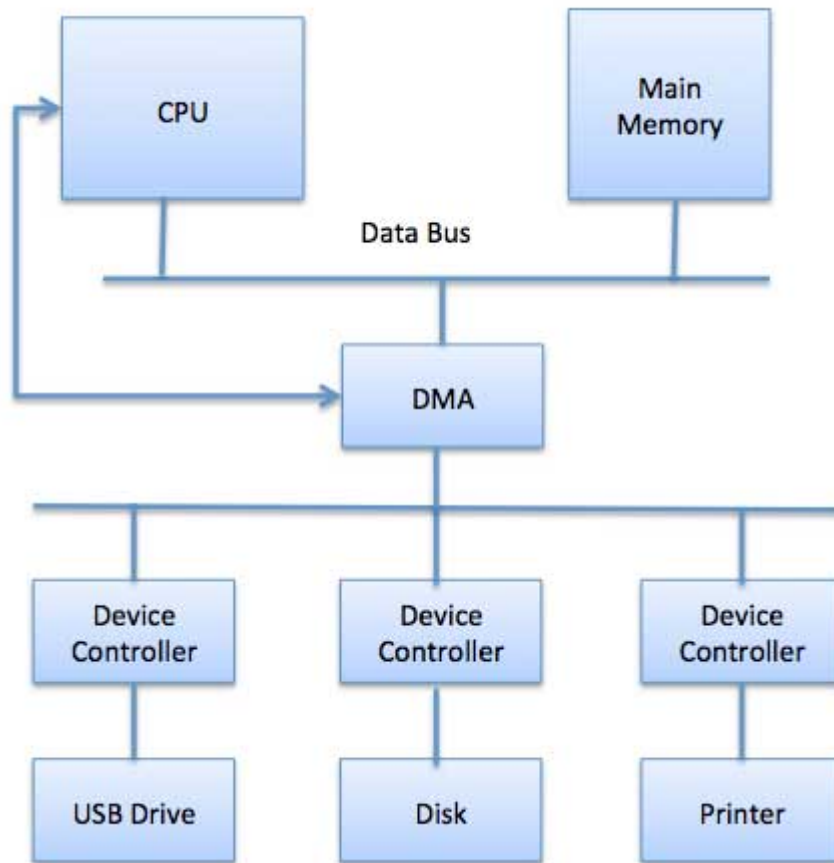 CPU
Main
Memory
Data Bus
DMA
Device
Controller
Device
Controller
Device
Controller
USB Drive
Disk
Printer